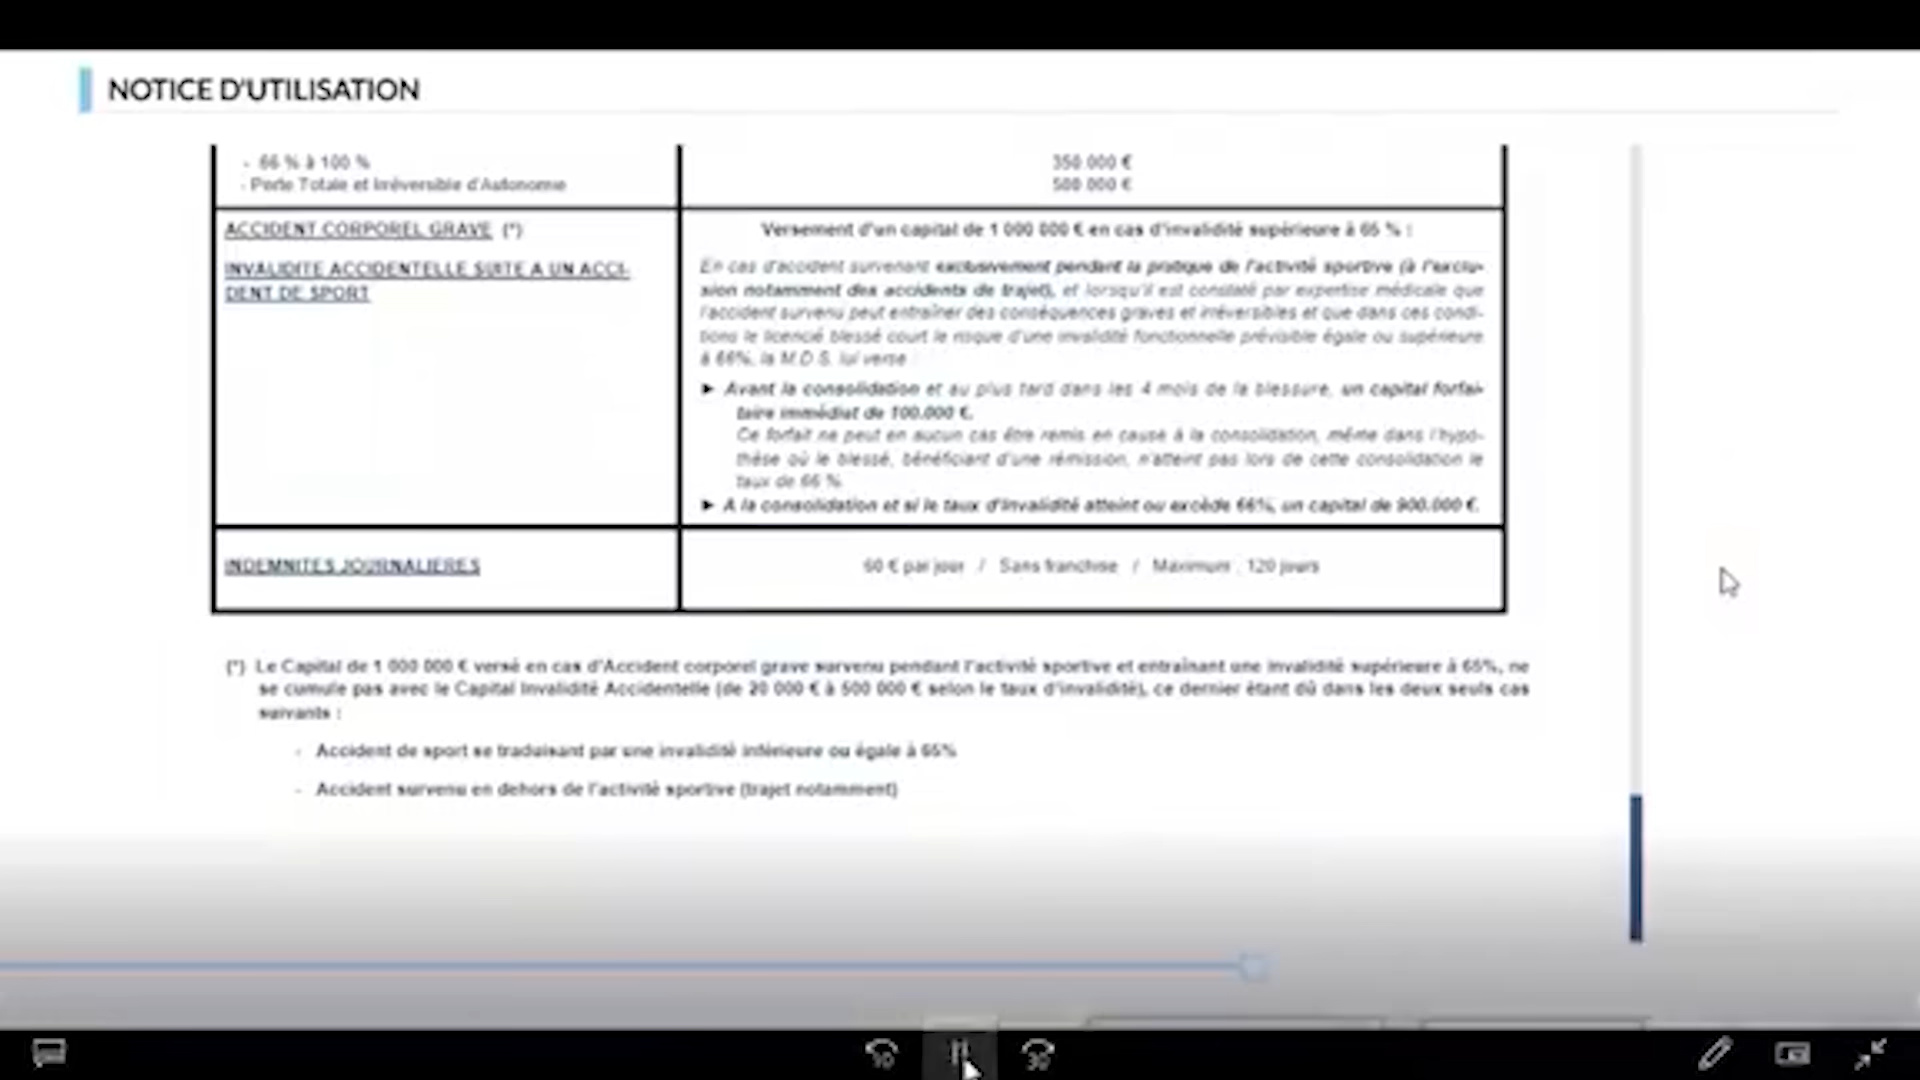 NOTICE D'UTILISATION
- 66 % à 100 %
350 000 €
- Perte Totale et Irréversible d'Autonomie
500 000 €
ACCIDENT CORPOREL GRAVE (*)
INVALIDITE ACCIDENTELLE SUITE A UN ACCI-
DENT DE SPORT
Versement d'un capital de 1 000 000 € en cas d'invalidité supérieure à 65 % :
En cas d'accident survenant exclusivement pendant la pratique de l'activité sportive (à l'exclu-
sion notamment des accidents de trajet), et lorsqu'il est constaté par expertise médicale que
l'accident survenu peut entraîner des conséquences graves et irréversibles et que dans ces condi-
tions le licencié blessé court le risque d'une invalidité fonctionnelle prévisible égale ou supérieure
à 66%, la M.D.S. lui verse :
► Avant la consolidation et au plus tard dans les 4 mois de la blessure, un capital forfai-
taire immédiat de 100.000 €.
Ce forfait ne peut en aucun cas être remis en cause à la consolidation, même dans l'hypo-
thèse où le blessé, bénéficiant d'une rémission, n'atteint pas lors de cette consolidation le
taux de 66 %.
► A la consolidation et si le taux d'invalidité atteint ou excède 66%, un capital de 900.000 €.
INDEMNITES JOURNALIERES
60 € par jour / Sans franchise / Maximum : 120 jours
(*) Le Capital de 1 000 000 € versé en cas d'Accident corporel grave survenu pendant l'activité sportive et entraînant une invalidité supérieure à 65%, ne
se cumule pas avec le Capital Invalidité Accidentelle (de 20 000 € à 500 000 € selon le taux d'invalidité), ce dernier étant dû dans les deux seuls cas
suivants :
- Accident de sport se traduisant par une invalidité inférieure ou égale à 65%
- Accident survenu en dehors de l'activité sportive (trajet notamment)
10
30